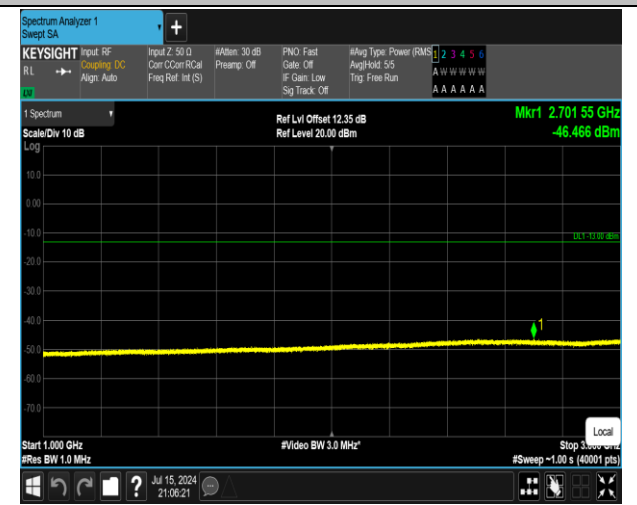 Spectrum Analyzer 1
Swept SA
+
KEYSIGHT
RL
Input: RF
Coupling: DC
Align: Auto
Input Z: 50 Ω
Corr CCorr RCal
Freq Ref: Int (S)
#Atten: 30 dB
Preamp: Off
PNO: Fast
Gate: Off
IF Gain: Low
Sig Track: Off
#Avg Type: Power (RMS
Avg|Hold: 5/5
Trig: Free Run
1 2 3 4 5 6
A W W W W W
A A A A A A
1 Spectrum
Scale/Div 10 dB
Ref Lvl Offset 12.35 dB
Ref Level 20.00 dBm
Mkr1 2.701 55 GHz
-46.466 dBm
Log
10.0
0.00
-10.0
DL1 -13.00 dBm
-20.0
-30.0
-40.0
1
-50.0
-60.0
-70.0
Local
Start 1.000 GHz
#Video BW 3.0 MHz*
Stop 3.000 GHz
#Res BW 1.0 MHz
#Sweep ~1.00 s (40001 pts)
?
Jul 15, 2024
21:06:21